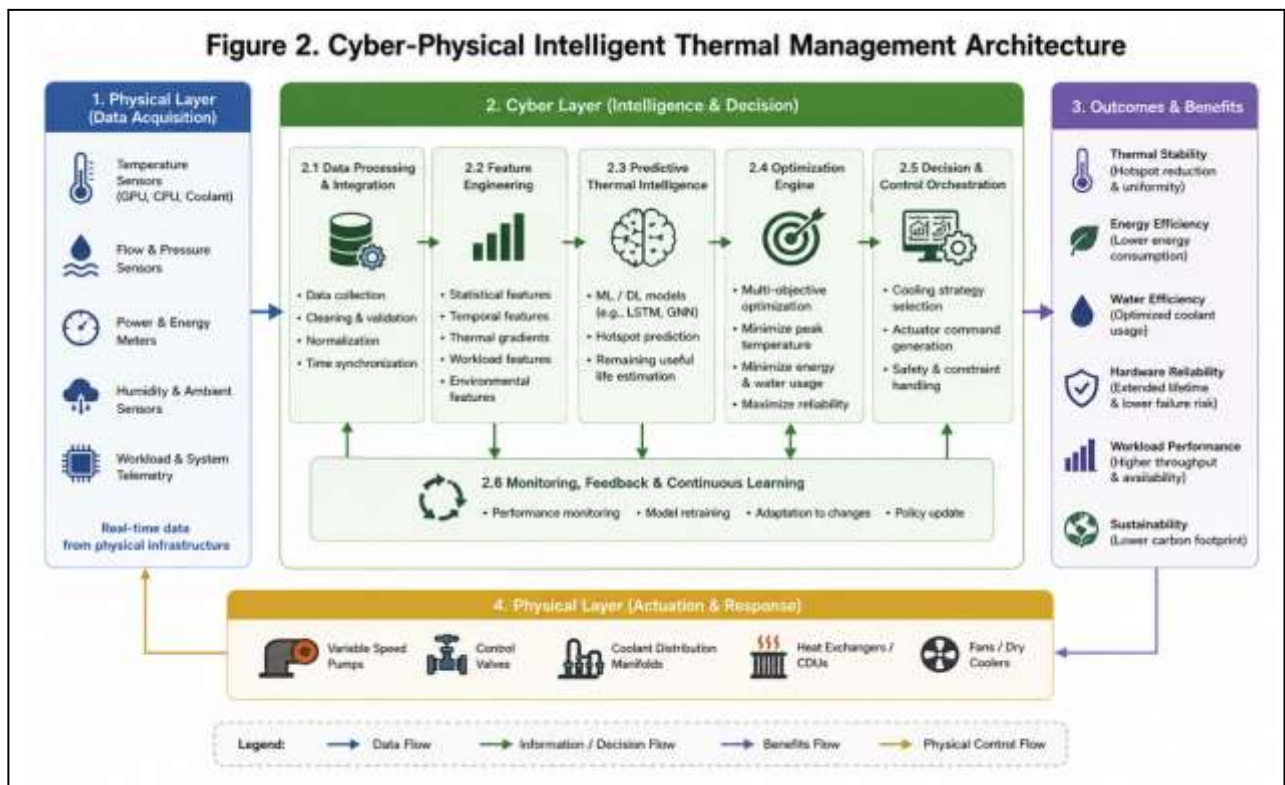 Figure 2. Cyber-Physical Intelligent Thermal Management Architecture
1. Physical Layer
(Data Acquisition)
Temperature
Sensors
(GPU, CPU, Coolant)
Flow & Pressure
Sensors
Power & Energy
Meters
Humidity & Ambient
Sensors
Workload & System
Telemetry
Real-time data
from physical infrastructure
2. Cyber Layer (Intelligence & Decision)
2.1 Data Processing
& Integration
• Data collection
• Cleaning & validation
• Normalization
• Time synchronization
2.2 Feature
Engineering
• Statistical features
• Temporal features
• Thermal gradients
• Workload features
• Environmental
features
2.3 Predictive
Thermal Intelligence
• ML / DL models
(e.g., LSTM, GNN)
• Hotspot prediction
• Remaining useful
life estimation
2.4 Optimization
Engine
• Multi-objective
optimization
• Minimize peak
temperature
• Minimize energy
& water usage
• Maximize reliability
2.5 Decision &
Control Orchestration
• Cooling strategy
selection
• Actuator command
generation
• Safety & constraint
handling
2.6 Monitoring, Feedback & Continuous Learning
• Performance monitoring • Model retraining • Adaptation to changes • Policy update
3. Outcomes & Benefits
Thermal Stability
(Hotspot reduction
& uniformity)
Energy Efficiency
(Lower energy
consumption)
Water Efficiency
(Optimized coolant
usage)
Hardware Reliability
(Extended lifetime
& lower failure risk)
Workload Performance
(Higher throughput
& availability)
Sustainability
(Lower carbon footprint)
4. Physical Layer (Actuation & Response)
Variable Speed
Pumps
Control
Valves
Coolant Distribution
Manifolds
Heat Exchangers /
CDUs
Fans / Dry
Coolers
Legend: Data Flow Information / Decision Flow Benefits Flow Physical Control Flow